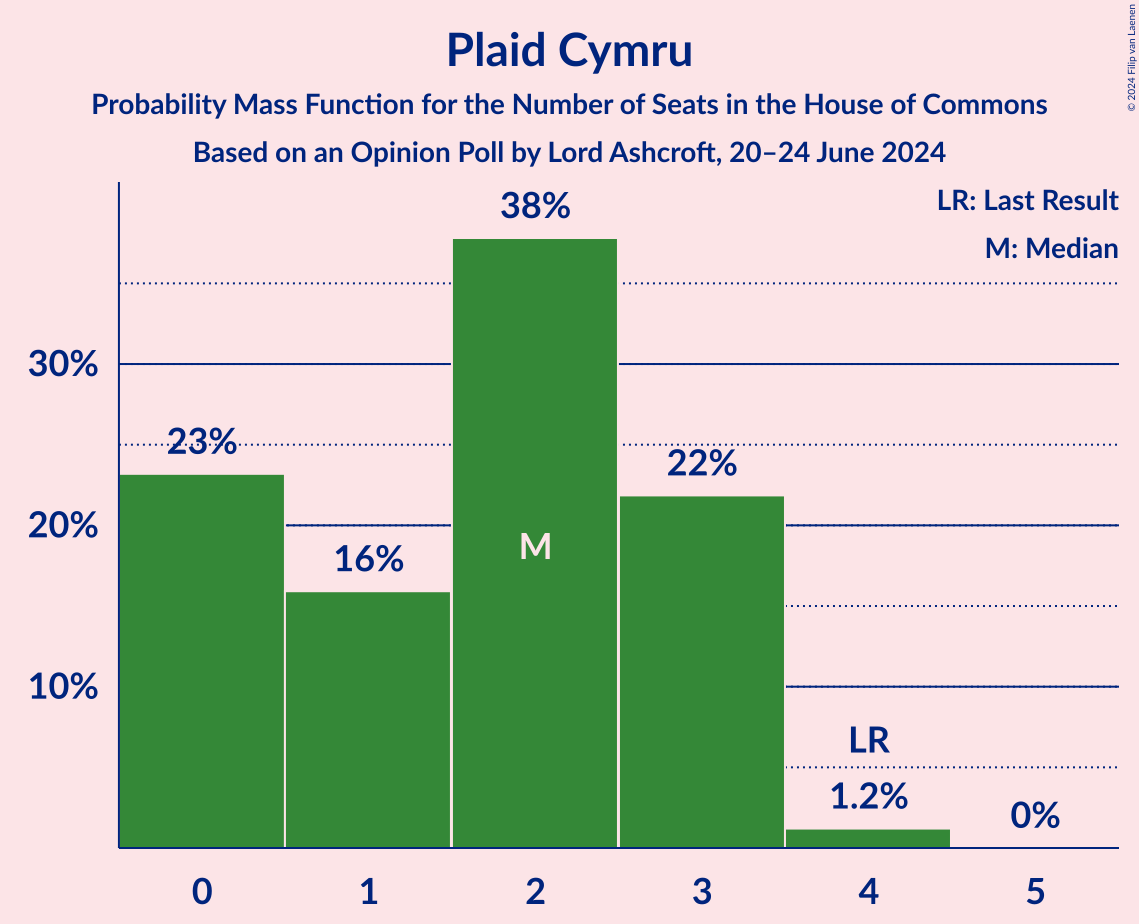 Plaid Cymru
Probability Mass Function for the Number of Seats in the House of Commons
Based on an Opinion Poll by Lord Ashcroft, 20–24 June 2024
© 2024 Filip van Laenen
LR: Last Result
M: Median
38%
30%
23%
22%
20%
16%
M
10%
LR
1.2%
0%
0 1 2 3 4 5